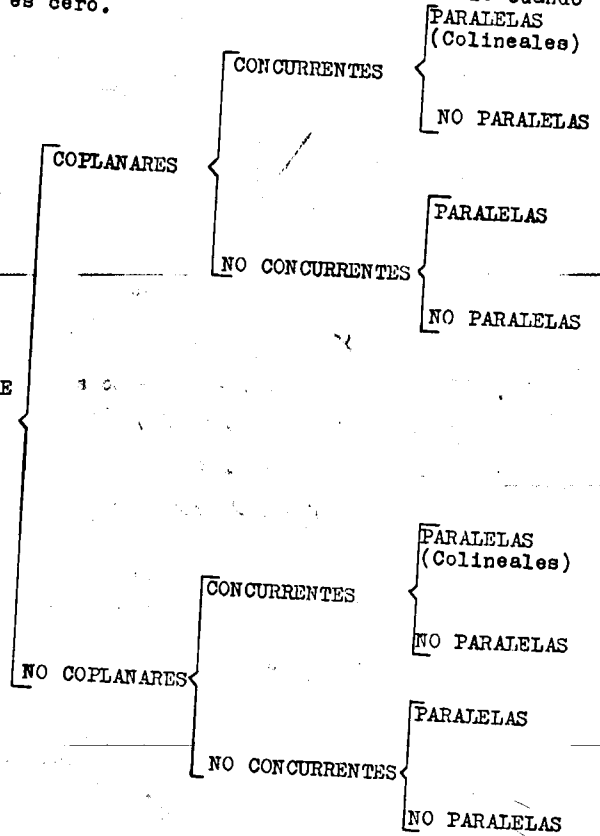 es cero.
cuando
PARALELAS
(Colineales)
CONCURRENTES
NO PARALELAS
COPLANARES
PARALELAS
NO CONCURRENTES
NO PARALELAS
E
PARALELAS
(Colineales)
CONCURRENTES
NO PARALELAS
NO COPLANARES
PARALELAS
NO CONCURRENTES
NO PARALELAS